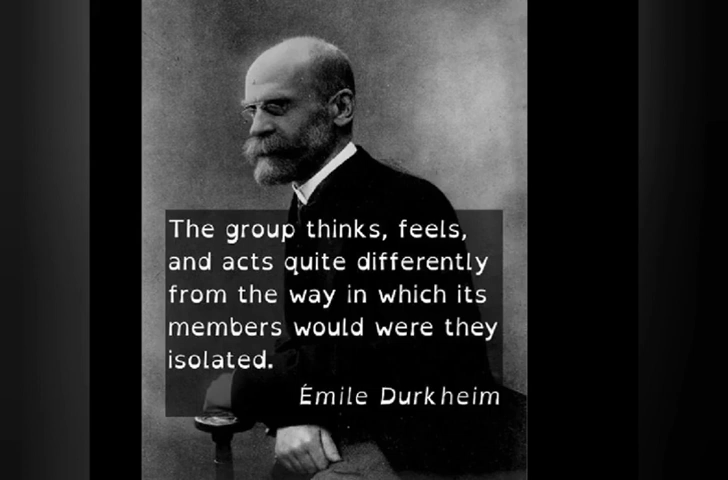 The group thinks, feels,
and acts quite differently
from the way in which its
members would were they
isolated.
Émile Durkheim